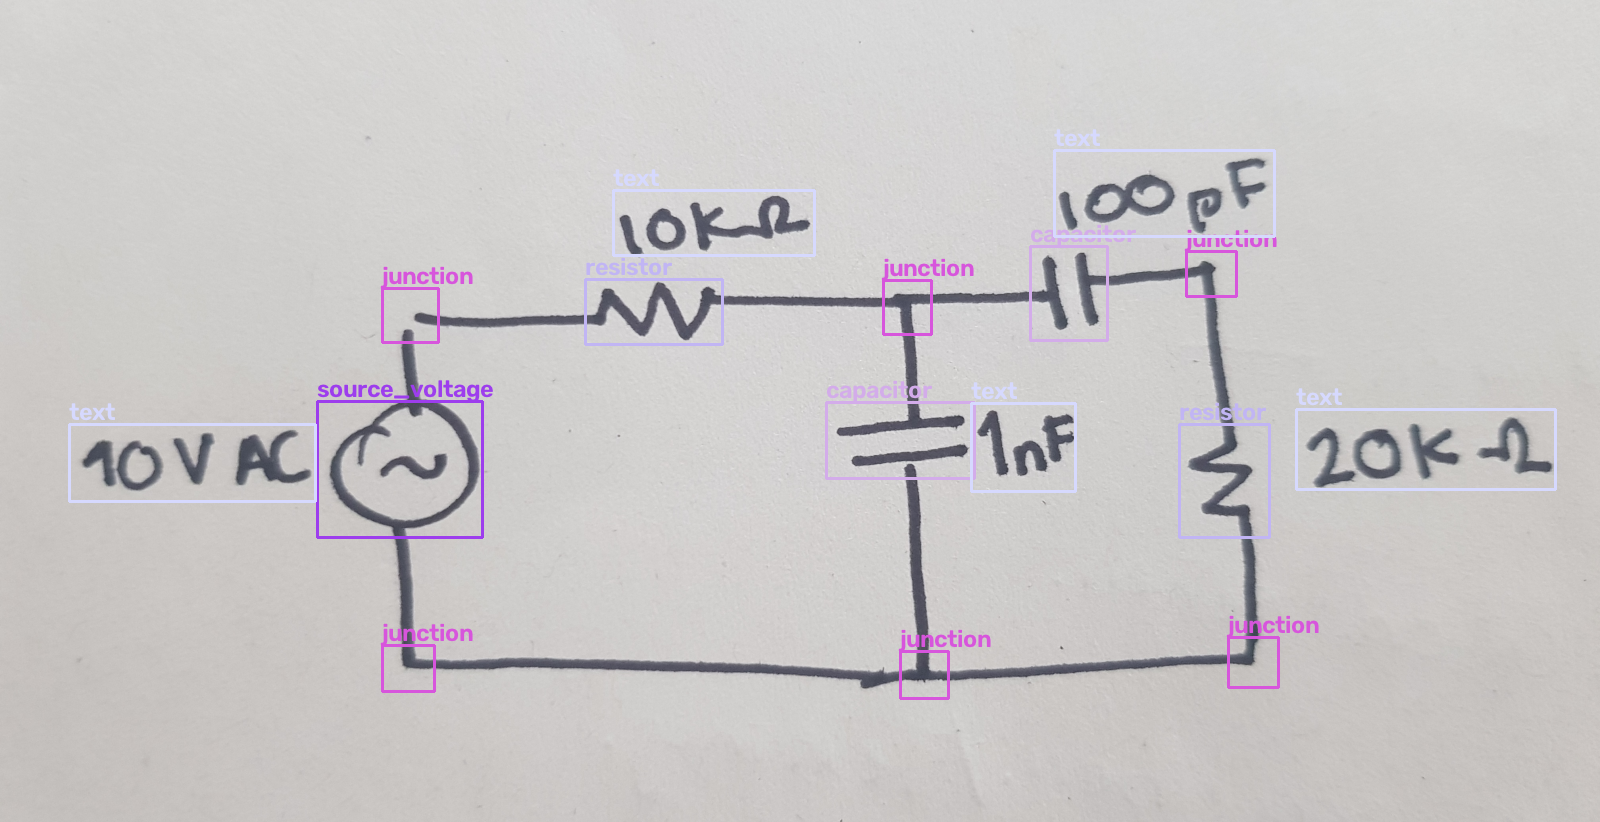 text
100pF
text
10kΩ
capacitor
junction
resistor
junction
junction
source_voltage
capacitor
text
text
text
10V AC
1nF
resistor
20kΩ
junction
junction
junction